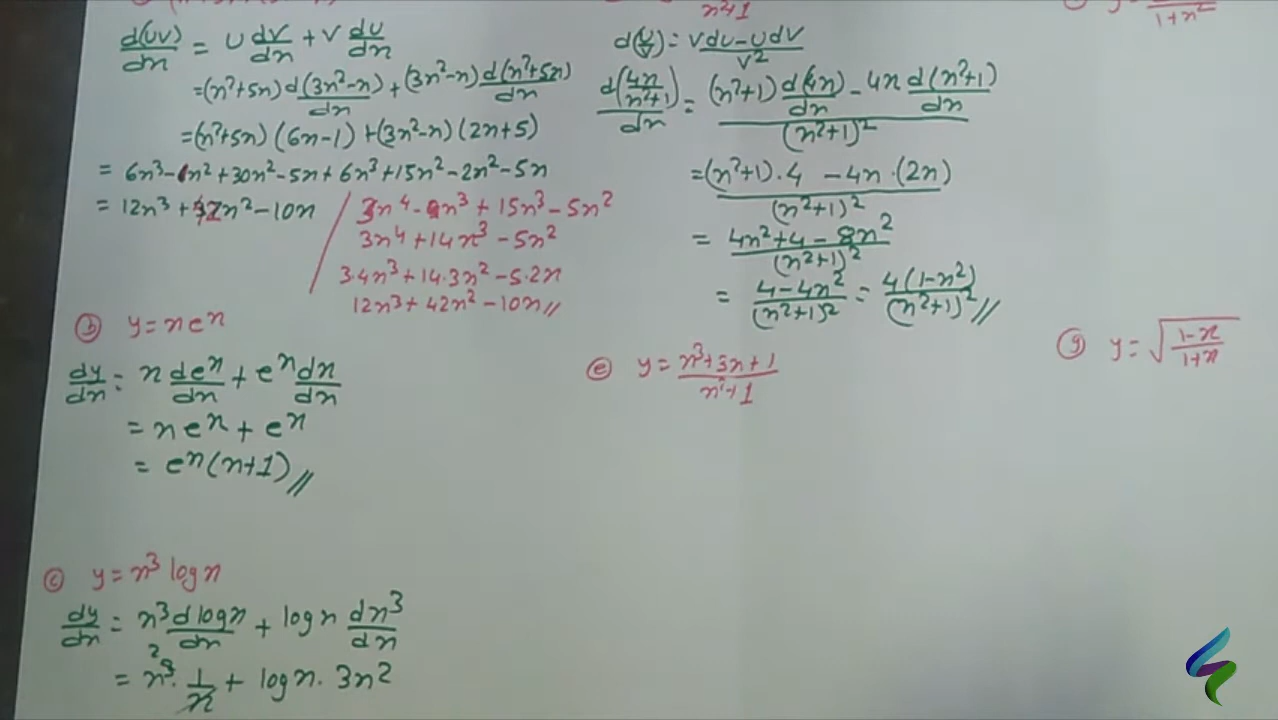 x²+1
y = 
1+x²
d(uv)/dx = u dv/dx + v du/dx
= (x²+5x) d(3x²-x)/dx + (3x²-x) d(x²+5x)/dx
= (x²+5x) (6x-1) + (3x²-x) (2x+5)
= 6x³ - x² + 30x² - 5x + 6x³ + 15x² - 2x² - 5x
= 12x³ + 42x² - 10x
3x⁴ - x³ + 15x³ - 5x²
3x⁴ + 14x³ - 5x²
3·4x³ + 14·3x² - 5·2x
12x³ + 42x² - 10x //
ⓑ y = xeˣ
dy/dx = x deˣ/dx + eˣ dx/dx
= xeˣ + eˣ
= eˣ(x+1) //
ⓒ y = x³ log x
dy/dx = x³ d log x/dx + log x dx³/dx
= x³ · 1/x + log x · 3x²
d(u/v) = (v du - u dv)/v²
d(4x/(x²+1))/dx = ((x²+1) d(4x)/dx - 4x d(x²+1)/dx)/(x²+1)²
= ((x²+1)·4 - 4x·(2x))/(x²+1)²
= (4x²+4-8x²)/(x²+1)²
= (4-4x²)/(x²+1)² = 4(1-x²)/(x²+1)² //
ⓔ y = (x³+3x+1)/(x²+1)
ⓖ y = √((1-x)/(1+x))